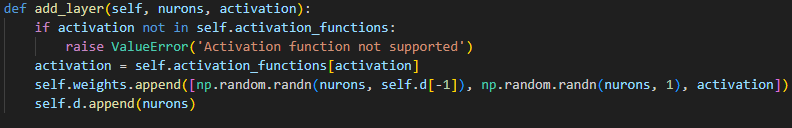 def add_layer(self, nurons, activation):
    if activation not in self.activation_functions:
        raise ValueError('Activation function not supported')
    activation = self.activation_functions[activation]
    self.weights.append([np.random.randn(nurons, self.d[-1]), np.random.randn(nurons, 1), activation])
    self.d.append(nurons)